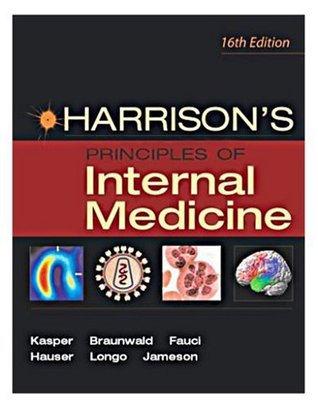 16th Edition
HARRISON'S
PRINCIPLES OF
Internal
Medicine
Kasper Braunwald Fauci
Hauser Longo Jameson